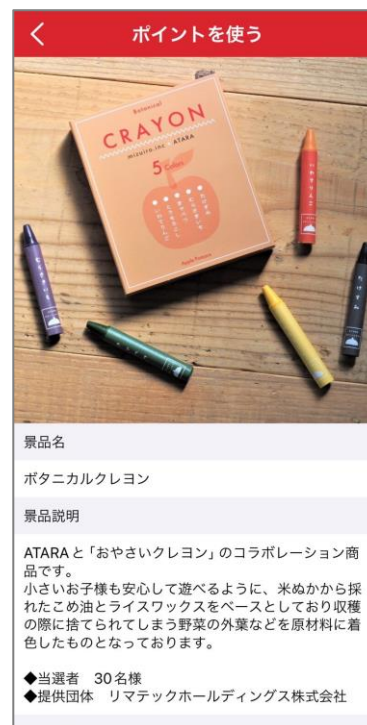 ポイントを使う
Botanical
CRAYON
mizuiro.inc × ATARA
5 Colors
景品名
ボタニカルクレヨン
景品説明
ATARAと「おやさいクレヨン」のコラボレーション商
品です。
小さいお子様も安心して遊べるように、米ぬかから採
れたこめ油とライスワックスをベースとしており収穫
の際に捨てられてしまう野菜の外葉などを原材料に着
色したものとなっております。
◆当選者 30名様
◆提供団体 リマテックホールディングス株式会社